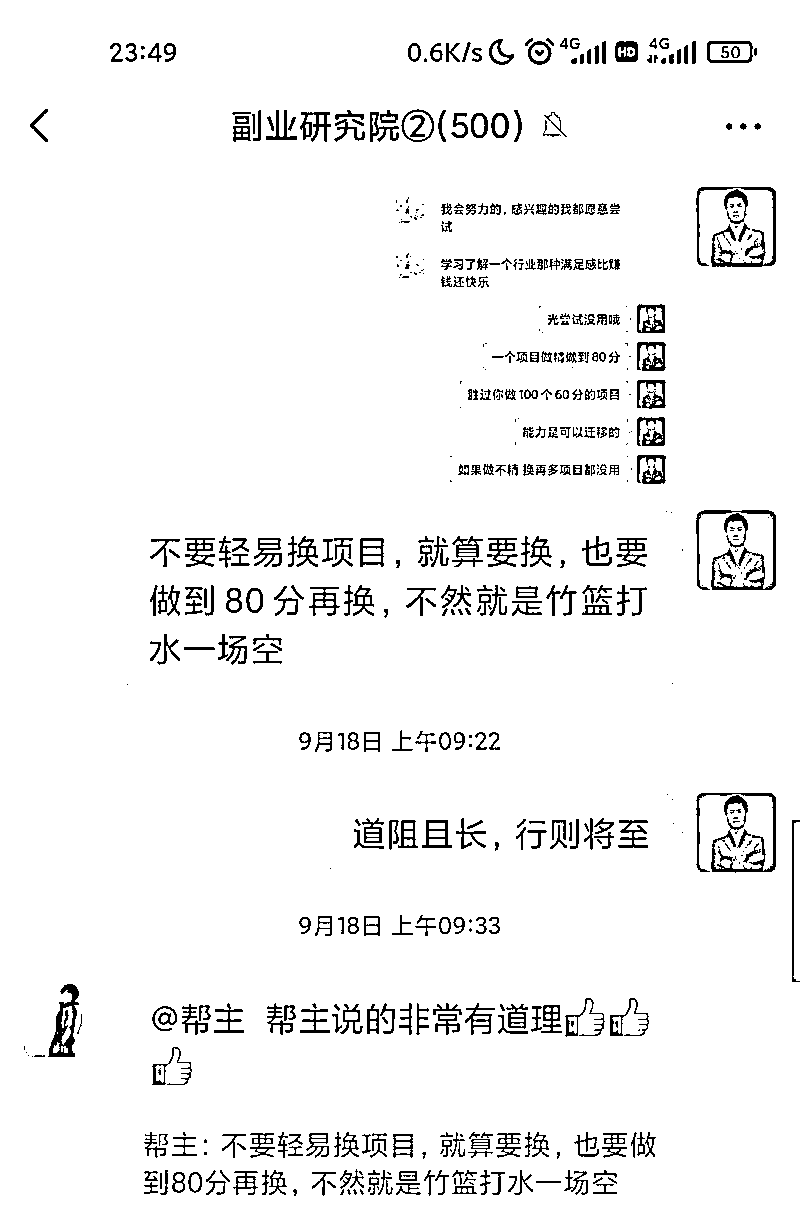 23:49
0.6K/s 4G HD 4G 50
副业研究院②(500)
我会努力的，感兴趣的我都愿意尝
试
学习了解一个行业那种满足感比赚
钱还快乐
光尝试没用哦
一个项目做精做到80分
胜过你做100个60分的项目
能力是可以迁移的
如果做不精 换再多项目都没用
不要轻易换项目，就算要换，也要
做到80分再换，不然就是竹篮打
水一场空
9月18日 上午09:22
道阻且长，行则将至
9月18日 上午09:33
@帮主 帮主说的非常有道理👍👍
👍
帮主：不要轻易换项目，就算要换，也要做
到80分再换，不然就是竹篮打水一场空